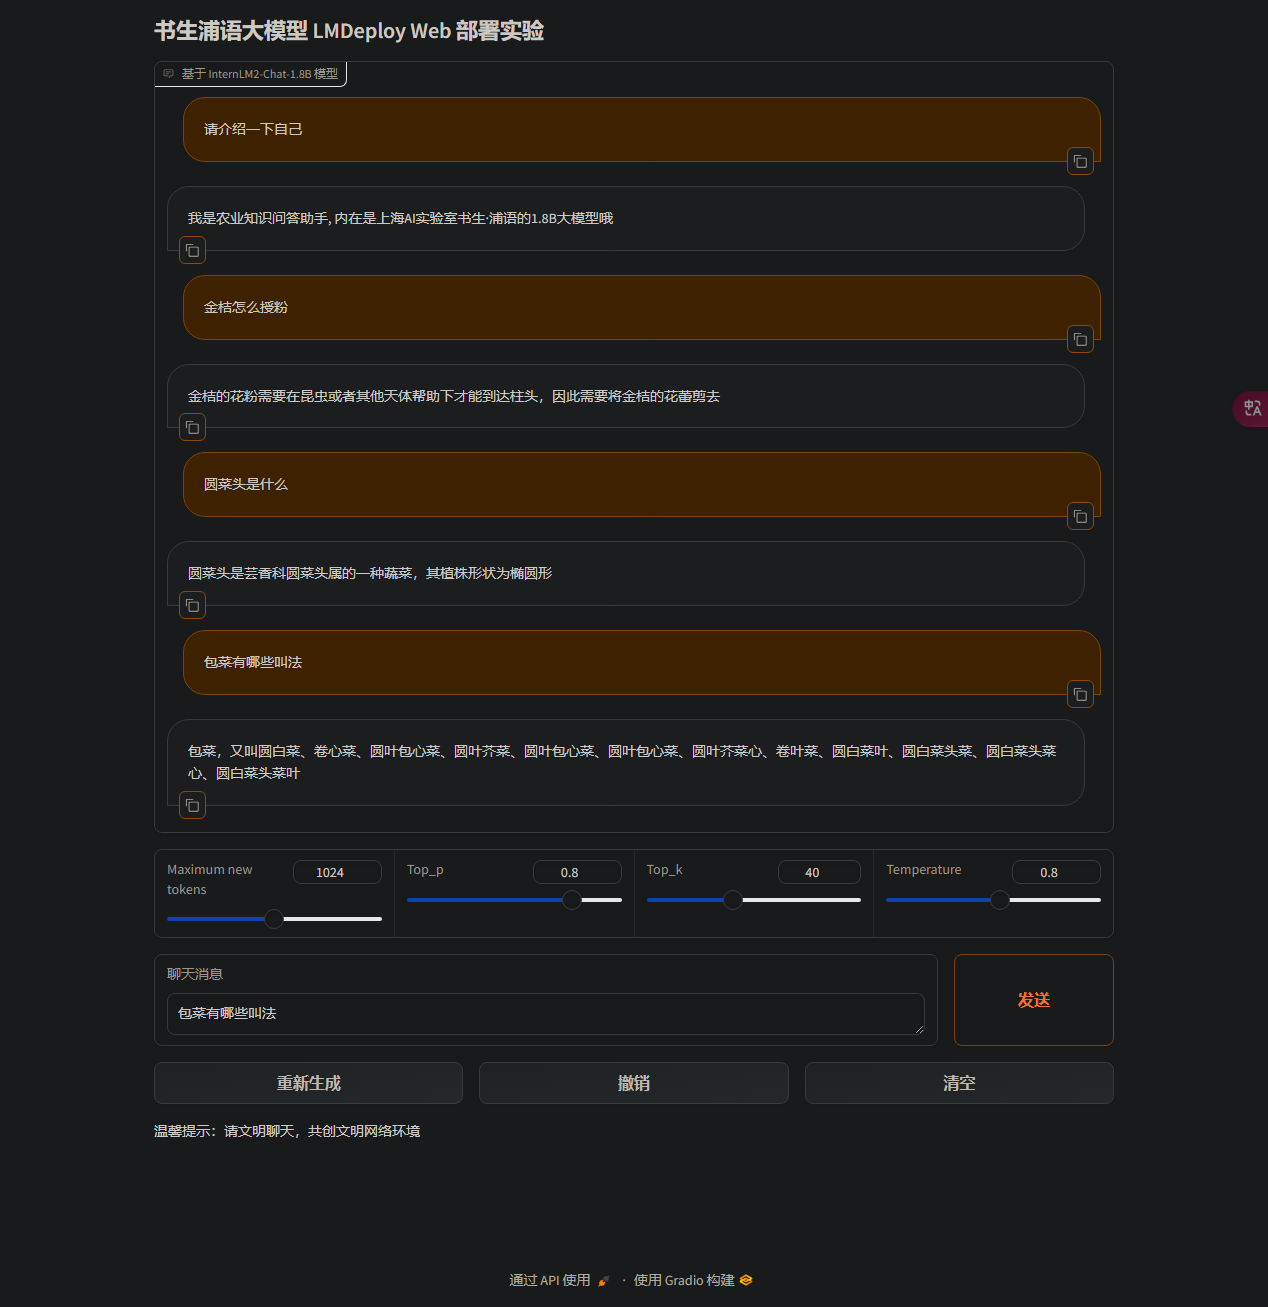 书生浦语大模型 LMDeploy Web 部署实验
基于 InternLM2-Chat-1.8B 模型
请介绍一下自己
我是农业知识问答助手, 内在是上海AI实验室书生·浦语的1.8B大模型哦
金桔怎么授粉
金桔的花粉需要在昆虫或者其他天体帮助下才能到达柱头，因此需要将金桔的花蕾剪去
圆菜头是什么
圆菜头是芸香科圆菜头属的一种蔬菜，其植株形状为椭圆形
包菜有哪些叫法
包菜，又叫圆白菜、卷心菜、圆叶包心菜、圆叶芥菜、圆叶包心菜、圆叶包心菜、圆叶芥菜心、卷叶菜、圆白菜叶、圆白菜头菜、圆白菜头菜
心、圆白菜头菜叶
Maximum new
tokens
1024
Top_p
0.8
Top_k
40
Temperature
0.8
聊天消息
包菜有哪些叫法
发送
重新生成
撤销
清空
温馨提示：请文明聊天，共创文明网络环境
通过 API 使用 · 使用 Gradio 构建